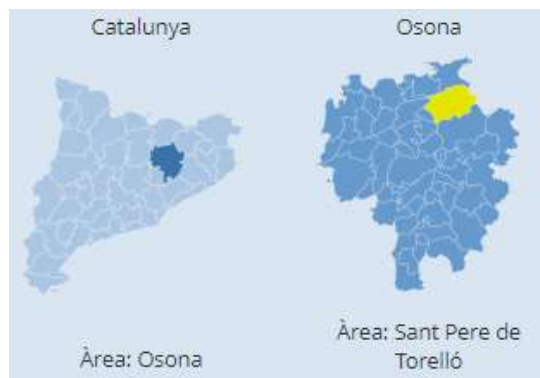 Catalunya
Osona
Àrea: Osona
Àrea: Sant Pere de
Torelló